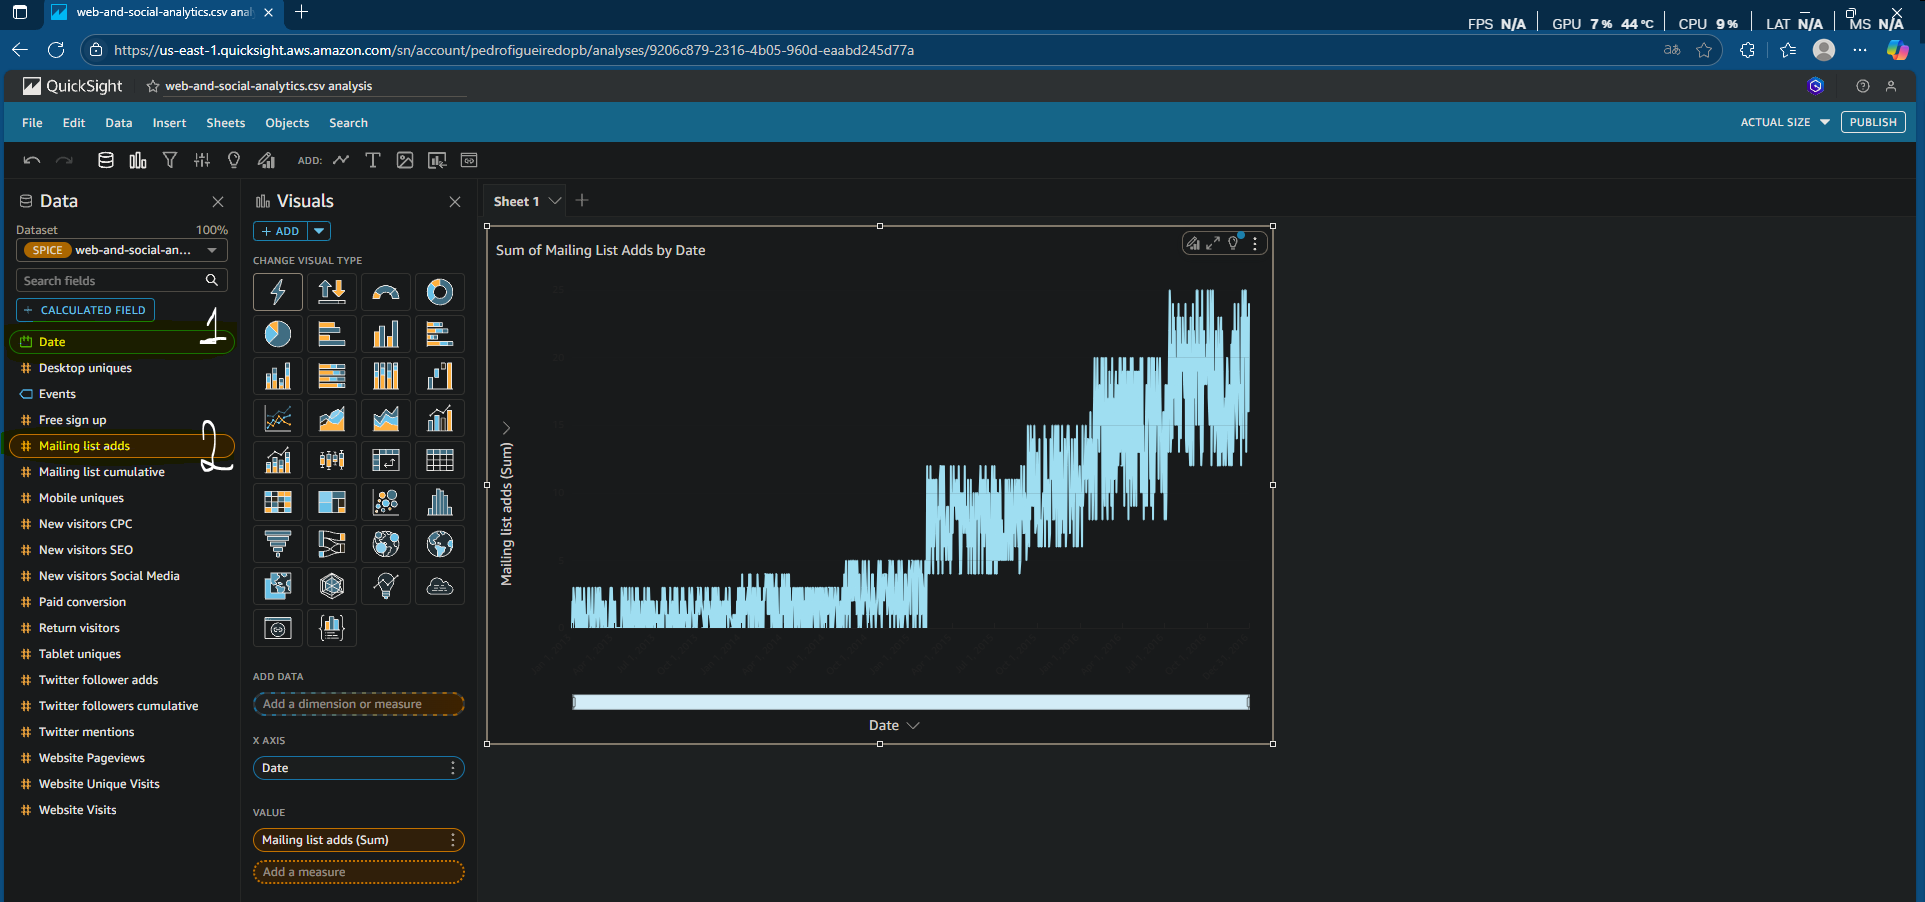 web-and-social-analytics.csv anal
FPS N/A GPU 7 % 44 °C CPU 9 % LAT N/A MS N/A
https://us-east-1.quicksight.aws.amazon.com/sn/account/pedrofigueiredopb/analyses/9206c879-2316-4b05-960d-eaabd245d77a
QuickSight web-and-social-analytics.csv analysis
File Edit Data Insert Sheets Objects Search
ACTUAL SIZE PUBLISH
ADD:
Data
Dataset 100%
SPICE web-and-social-an...
Search fields
+ CALCULATED FIELD
1
Date
Desktop uniques
Events
Free sign up
Mailing list adds
2
Mailing list cumulative
Mobile uniques
New visitors CPC
New visitors SEO
New visitors Social Media
Paid conversion
Return visitors
Tablet uniques
Twitter follower adds
Twitter followers cumulative
Twitter mentions
Website Pageviews
Website Unique Visits
Website Visits
Visuals
+ ADD
CHANGE VISUAL TYPE
ADD DATA
Add a dimension or measure
X AXIS
Date
VALUE
Mailing list adds (Sum)
Add a measure
Sheet 1
Sum of Mailing List Adds by Date
Mailing list adds (Sum)
Date